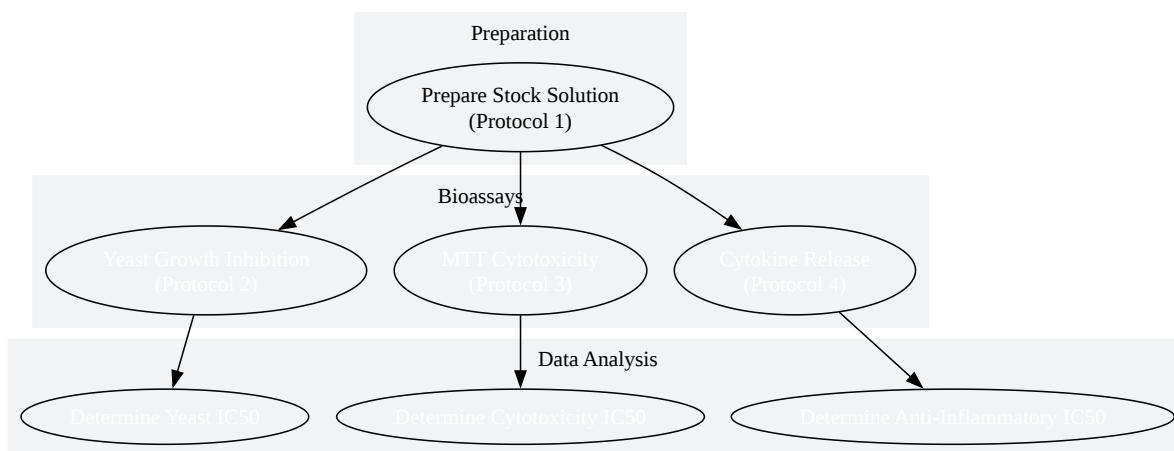 Preparation
Prepare Stock Solution
(Protocol 1)
Bioassays
Yeast Growth Inhibition
(Protocol 2)
MTT Cytotoxicity
(Protocol 3)
Cytokine Release
(Protocol 4)
Data Analysis
Determine Yeast IC50
Determine Cytotoxicity IC50
Determine Anti-Inflammatory IC50